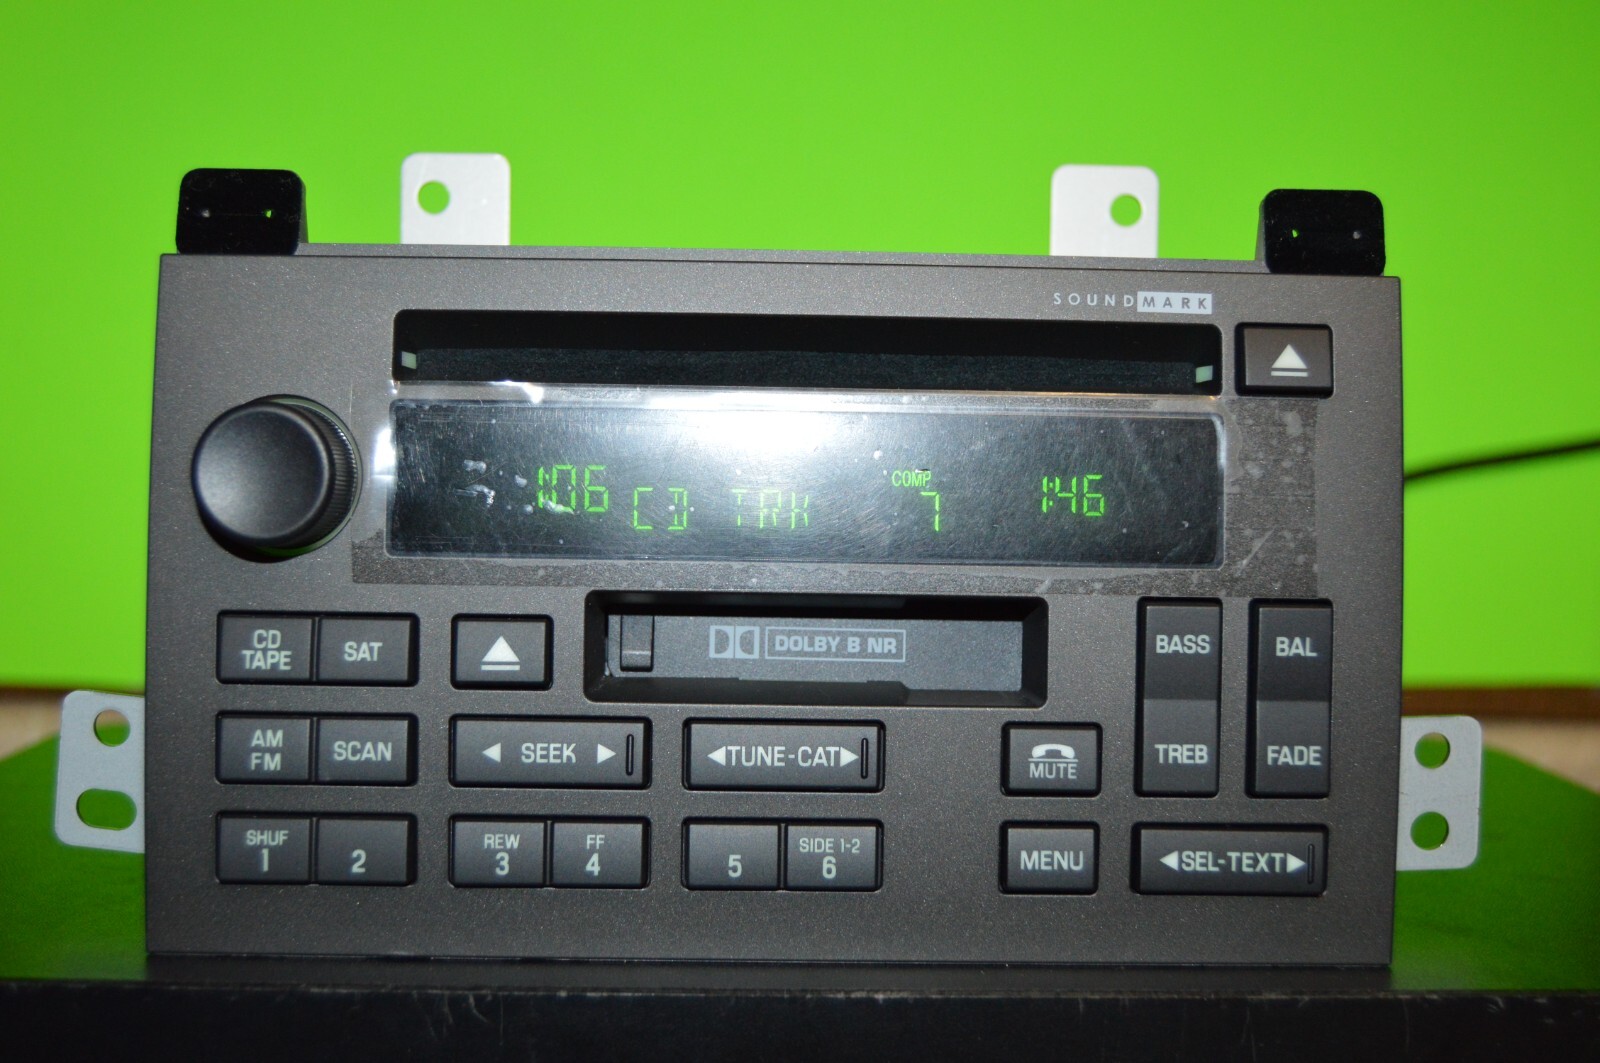 SOUNDMARK
1:06 CD TRK COMP 7 1:46
CD TAPE
SAT
DOLBY B NR
BASS
BAL
AM FM
SCAN
SEEK
TUNE-CAT
MUTE
TREB
FADE
SHUF 1
2
REW 3
FF 4
5
SIDE 1-2 6
MENU
SEL-TEXT